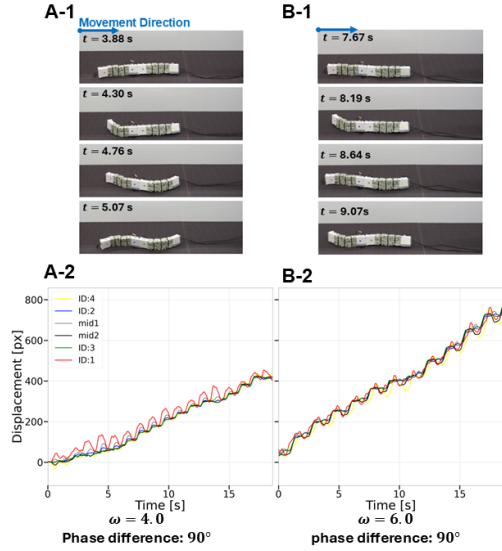 A-1
B-1
Movement Direction
t = 3.88 s
t = 4.30 s
t = 4.76 s
t = 5.07 s
t = 7.67 s
t = 8.19 s
t = 8.64 s
t = 9.07 s
A-2
B-2
Displacement [px]
800
600
400
200
0
ID:4
ID:2
mid1
mid2
ID:3
ID:1
0
5
10
15
0
5
10
15
Time [s]
Time [s]
ω = 4.0
ω = 6.0
Phase difference: 90°
phase difference: 90°